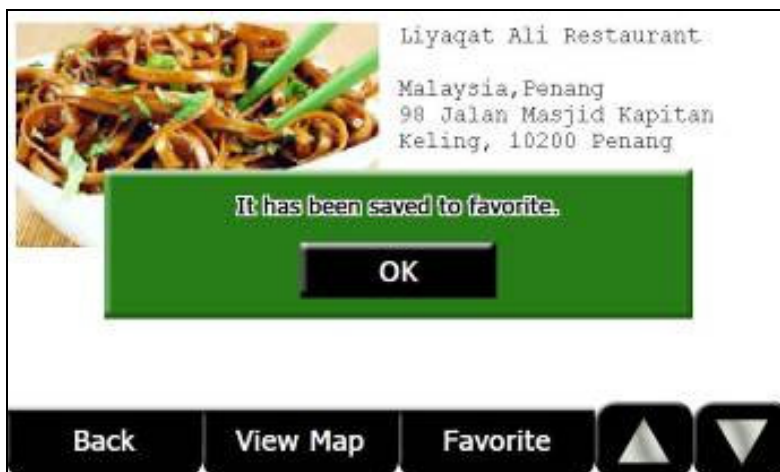 Liyaqat Ali Restaurant
Malaysia,Penang
98 Jalan Masjid Kapitan
Keling, 10200 Penang
It has been saved to favorite.
OK
Back
View Map
Favorite